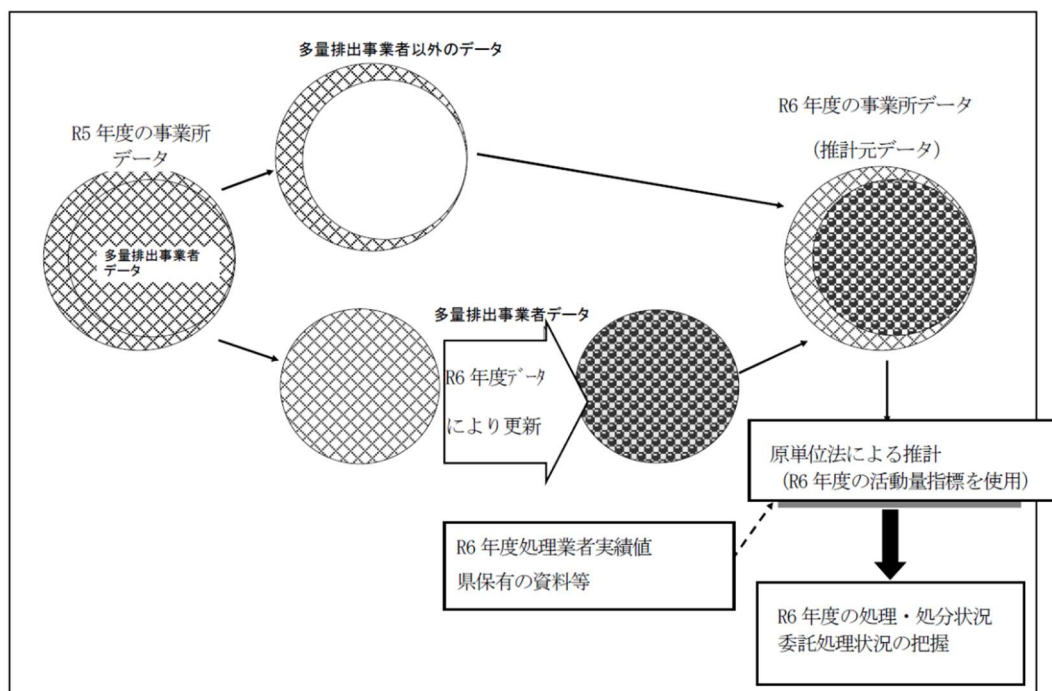 多量排出事業者以外のデータ
R5 年度の事業所
データ
多量排出事業者
データ
R6 年度の事業所データ
(推計元データ)
多量排出事業者データ
R6 年度ﾃﾞｰﾀ
により更新
原単位法による推計
(R6 年度の活動量指標を使用)
R6 年度処理業者実績値
県保有の資料等
R6 年度の処理・処分状況
委託処理状況の把握